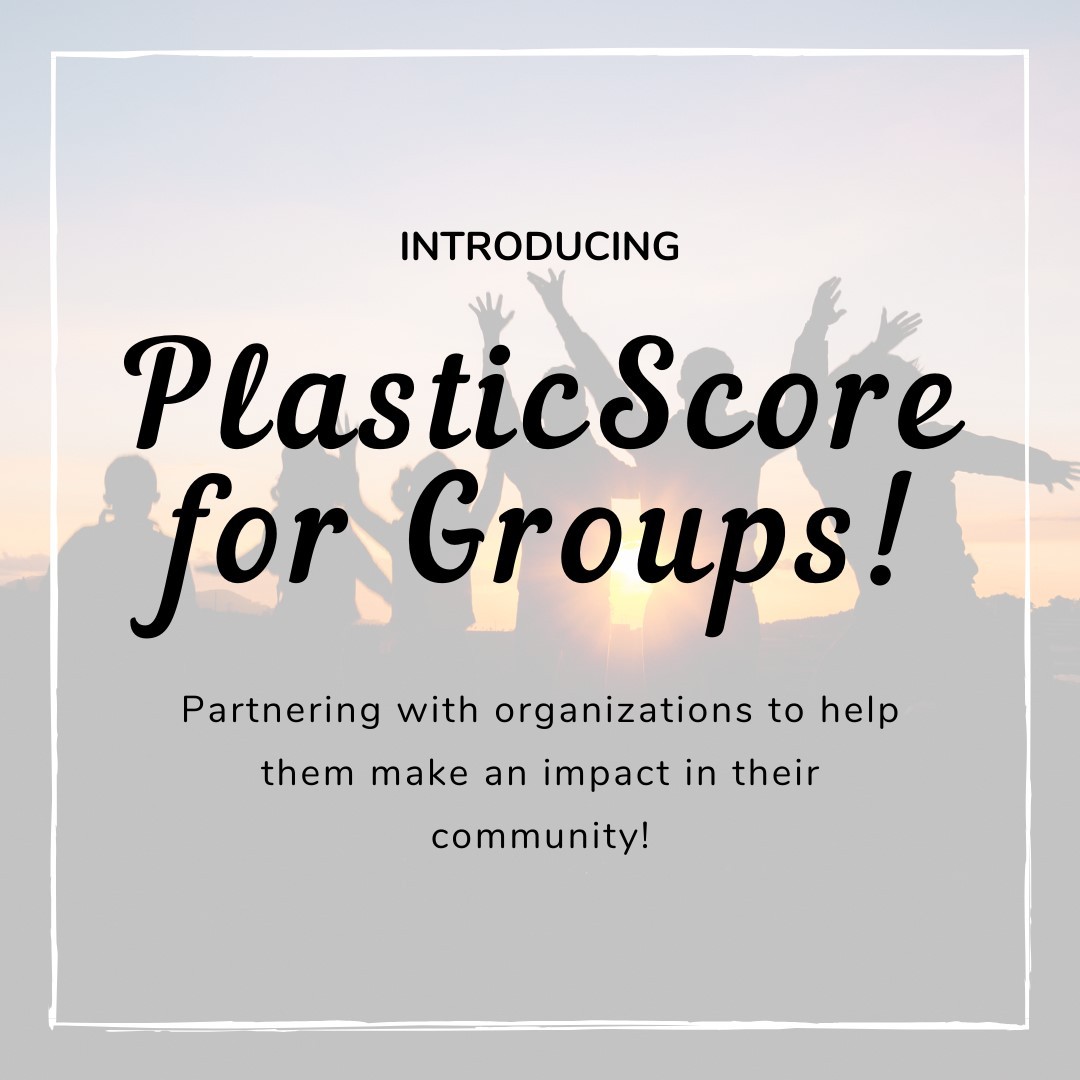 INTRODUCING
PlasticScore
for Groups!
Partnering with organizations to help
them make an impact in their
community!